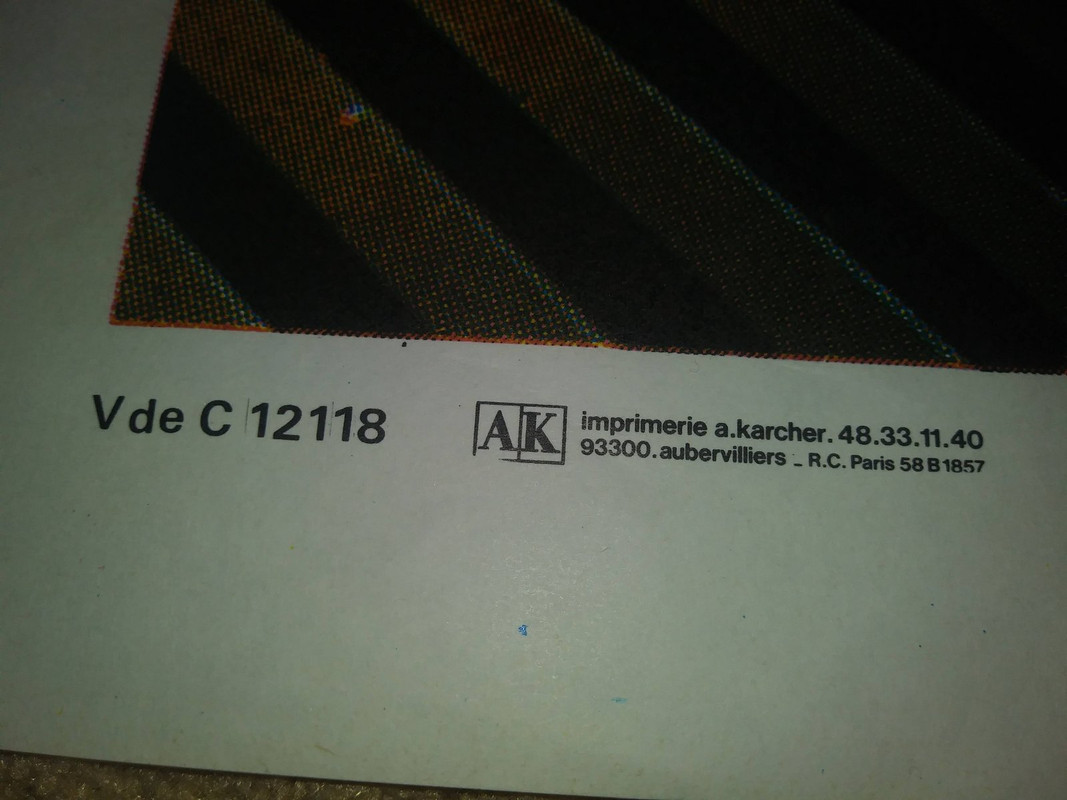 V de C 12118
AK
imprimerie a.karcher. 48.33.11.40
93300.aubervilliers - R.C. Paris 58 B 1857